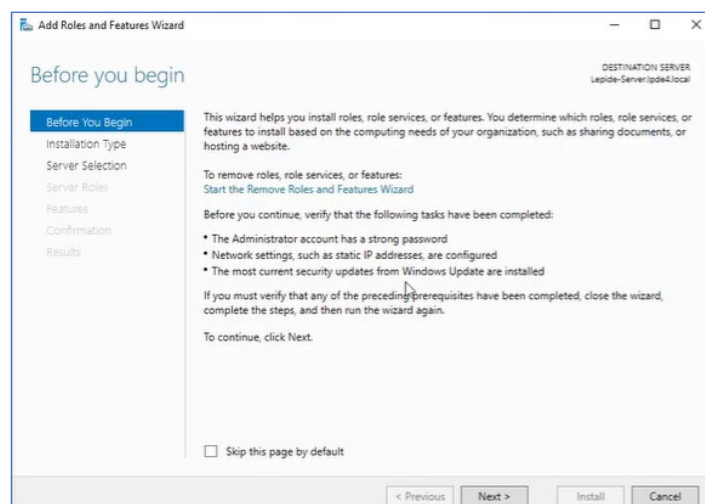 Add Roles and Features Wizard
Before you begin
DESTINATION SERVER
Lepide-Server.lpde4.local
Before You Begin
Installation Type
Server Selection
Server Roles
Features
Confirmation
Results
This wizard helps you install roles, role services, or features. You determine which roles, role services, or
features to install based on the computing needs of your organization, such as sharing documents, or
hosting a website.
To remove roles, role services, or features:
Start the Remove Roles and Features Wizard
Before you continue, verify that the following tasks have been completed:
• The Administrator account has a strong password
• Network settings, such as static IP addresses, are configured
• The most current security updates from Windows Update are installed
If you must verify that any of the preceding prerequisites have been completed, close the wizard,
complete the steps, and then run the wizard again.
To continue, click Next.
Skip this page by default
< Previous
Next >
Install
Cancel